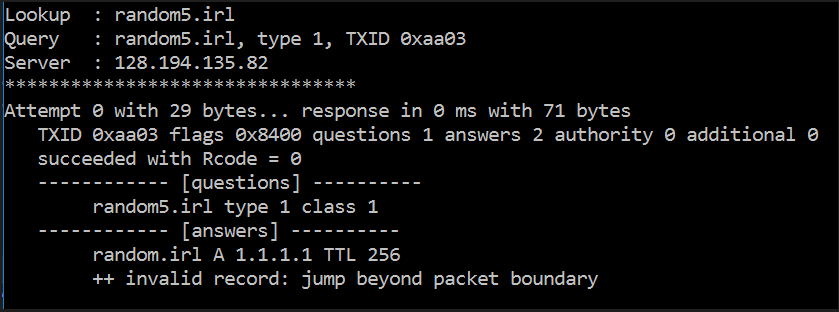 Lookup  : random5.irl
Query   : random5.irl, type 1, TXID 0xaa03
Server  : 128.194.135.82
********************************
Attempt 0 with 29 bytes... response in 0 ms with 71 bytes
   TXID 0xaa03 flags 0x8400 questions 1 answers 2 authority 0 additional 0
   succeeded with Rcode = 0
   ------------ [questions] ----------
        random5.irl type 1 class 1
   ------------ [answers] ----------
        random.irl A 1.1.1.1 TTL 256
        ++ invalid record: jump beyond packet boundary